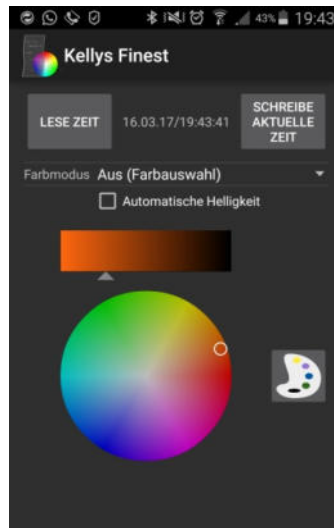 43% 19:43
Kellys Finest
LESE ZEIT
16.03.17/19:43:41
SCHREIBE
AKTUELLE
ZEIT
Farbmodus Aus (Farbauswahl)
Automatische Helligkeit